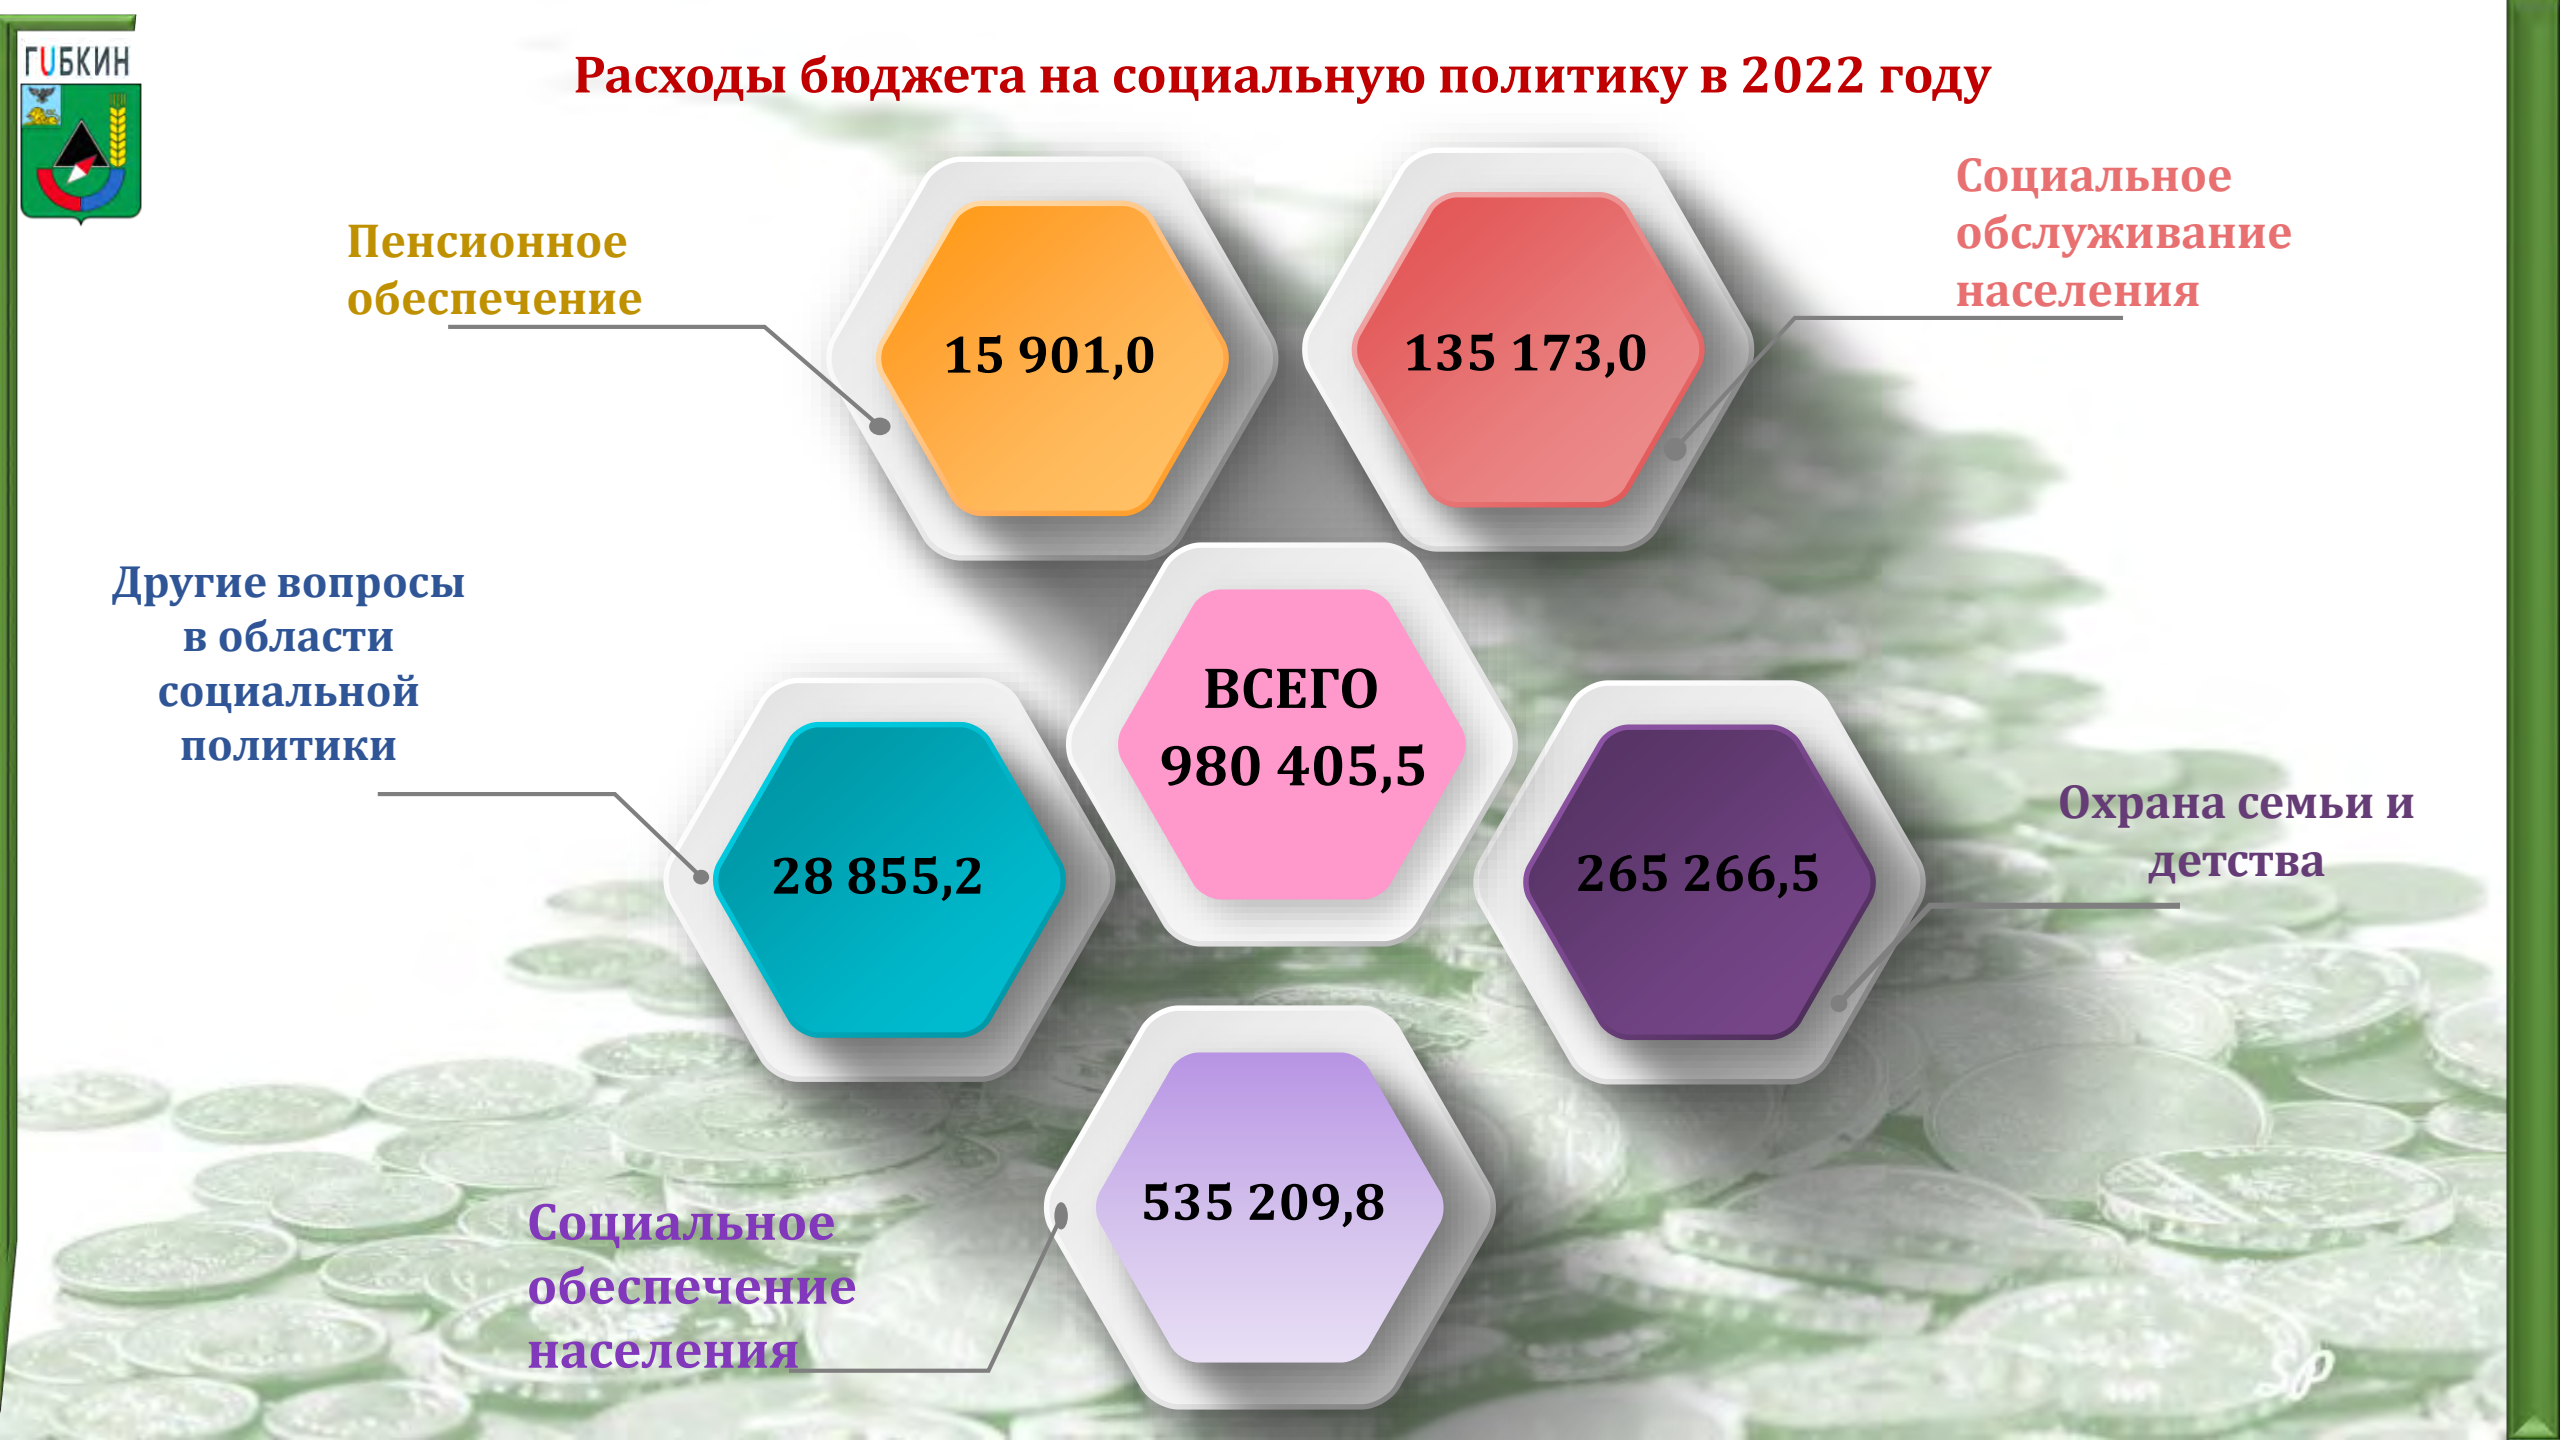 ГUБКИН
Расходы бюджета на социальную политику в 2022 году
Пенсионное
обеспечение
15 901,0
135 173,0
Социальное
обслуживание
населения
Другие вопросы
в области
социальной
политики
28 855,2
ВСЕГО
980 405,5
265 266,5
Охрана семьи и
детства
Социальное
обеспечение
населения
535 209,8
SP